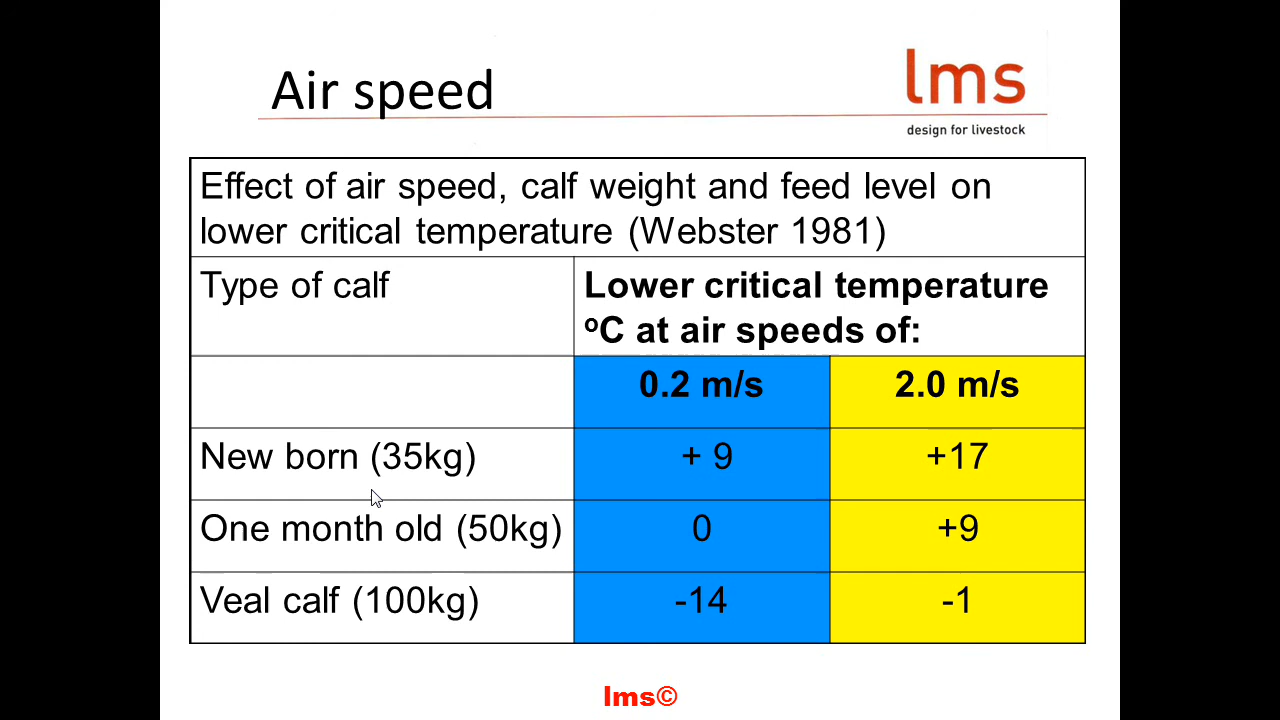 Air speed
lms
design for livestock
Effect of air speed, calf weight and feed level on
lower critical temperature (Webster 1981)
Type of calf
Lower critical temperature
ºC at air speeds of:
0.2 m/s
2.0 m/s
New born (35kg)
+ 9
+17
One month old (50kg)
0
+9
Veal calf (100kg)
-14
-1
lms©